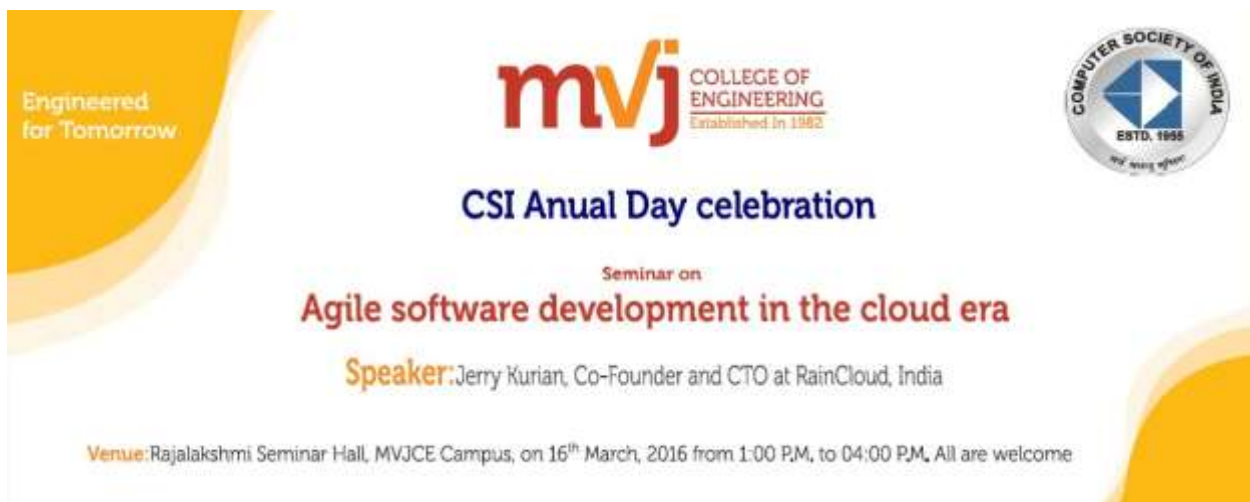 Engineered
for Tomorrow
mvj
COLLEGE OF
ENGINEERING
Established In 1982
COMPUTER SOCIETY OF INDIA
ESTD. 1965
CSI Anual Day celebration
Seminar on
Agile software development in the cloud era
Speaker:Jerry Kurian, Co-Founder and CTO at RainCloud, India
Venue:Rajalakshmi Seminar Hall, MVJCE Campus, on 16th March, 2016 from 1:00 P.M. to 04:00 P.M. All are welcome